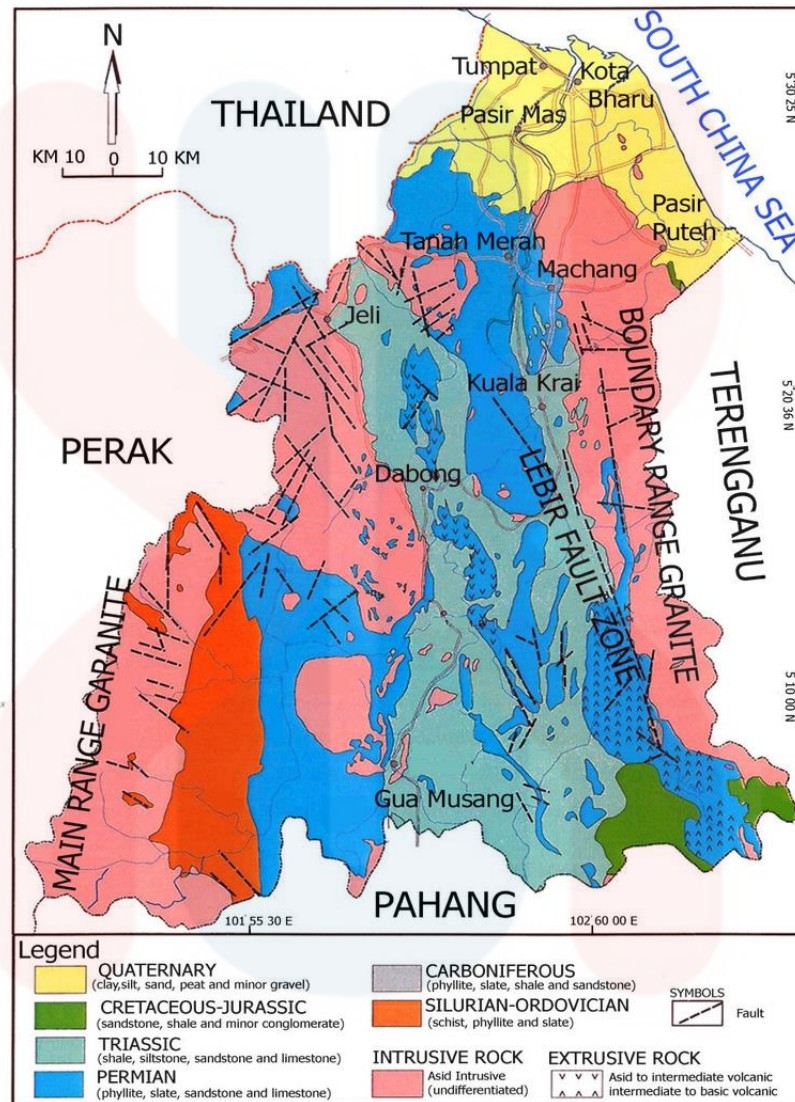 N
KM 10 0 10 KM
THAILAND
SOUTH CHINA SEA
Tumpat
Kota
Bharu
Pasir Mas
5 30 25 N
Pasir
Puteh
Tanah Merah
Machang
Jeli
BOUNDARY RANGE GRANITE
TERENGGANU
Kuala Krai
5 20 36 N
PERAK
Dabong
LEBIR FAULT ZONE
MAIN RANGE GARANITE
5 10 00 N
Gua Musang
PAHANG
101 55 30 E
102 60 00 E
Legend
QUATERNARY
(clay,silt, sand, peat and minor gravel)
CRETACEOUS-JURASSIC
(sandstone, shale and minor conglomerate)
TRIASSIC
(shale, siltstone, sandstone and limestone)
PERMIAN
(phyllite, slate, sandstone and limestone)
CARBONIFEROUS
(phyllite, slate, shale and sandstone)
SILURIAN-ORDOVICIAN
(schist, phyllite and slate)
INTRUSIVE ROCK
Asid Intrusive
(undifferentiated)
SYMBOLS
Fault
EXTRUSIVE ROCK
Asid to intermediate volcanic
intermediate to basic volcanic